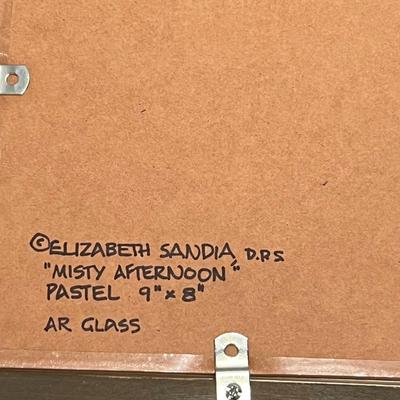 ©ELIZABETH SANDIA, D.P.S
"MISTY AFTERNOON"
PASTEL 9" x 8"
AR GLASS